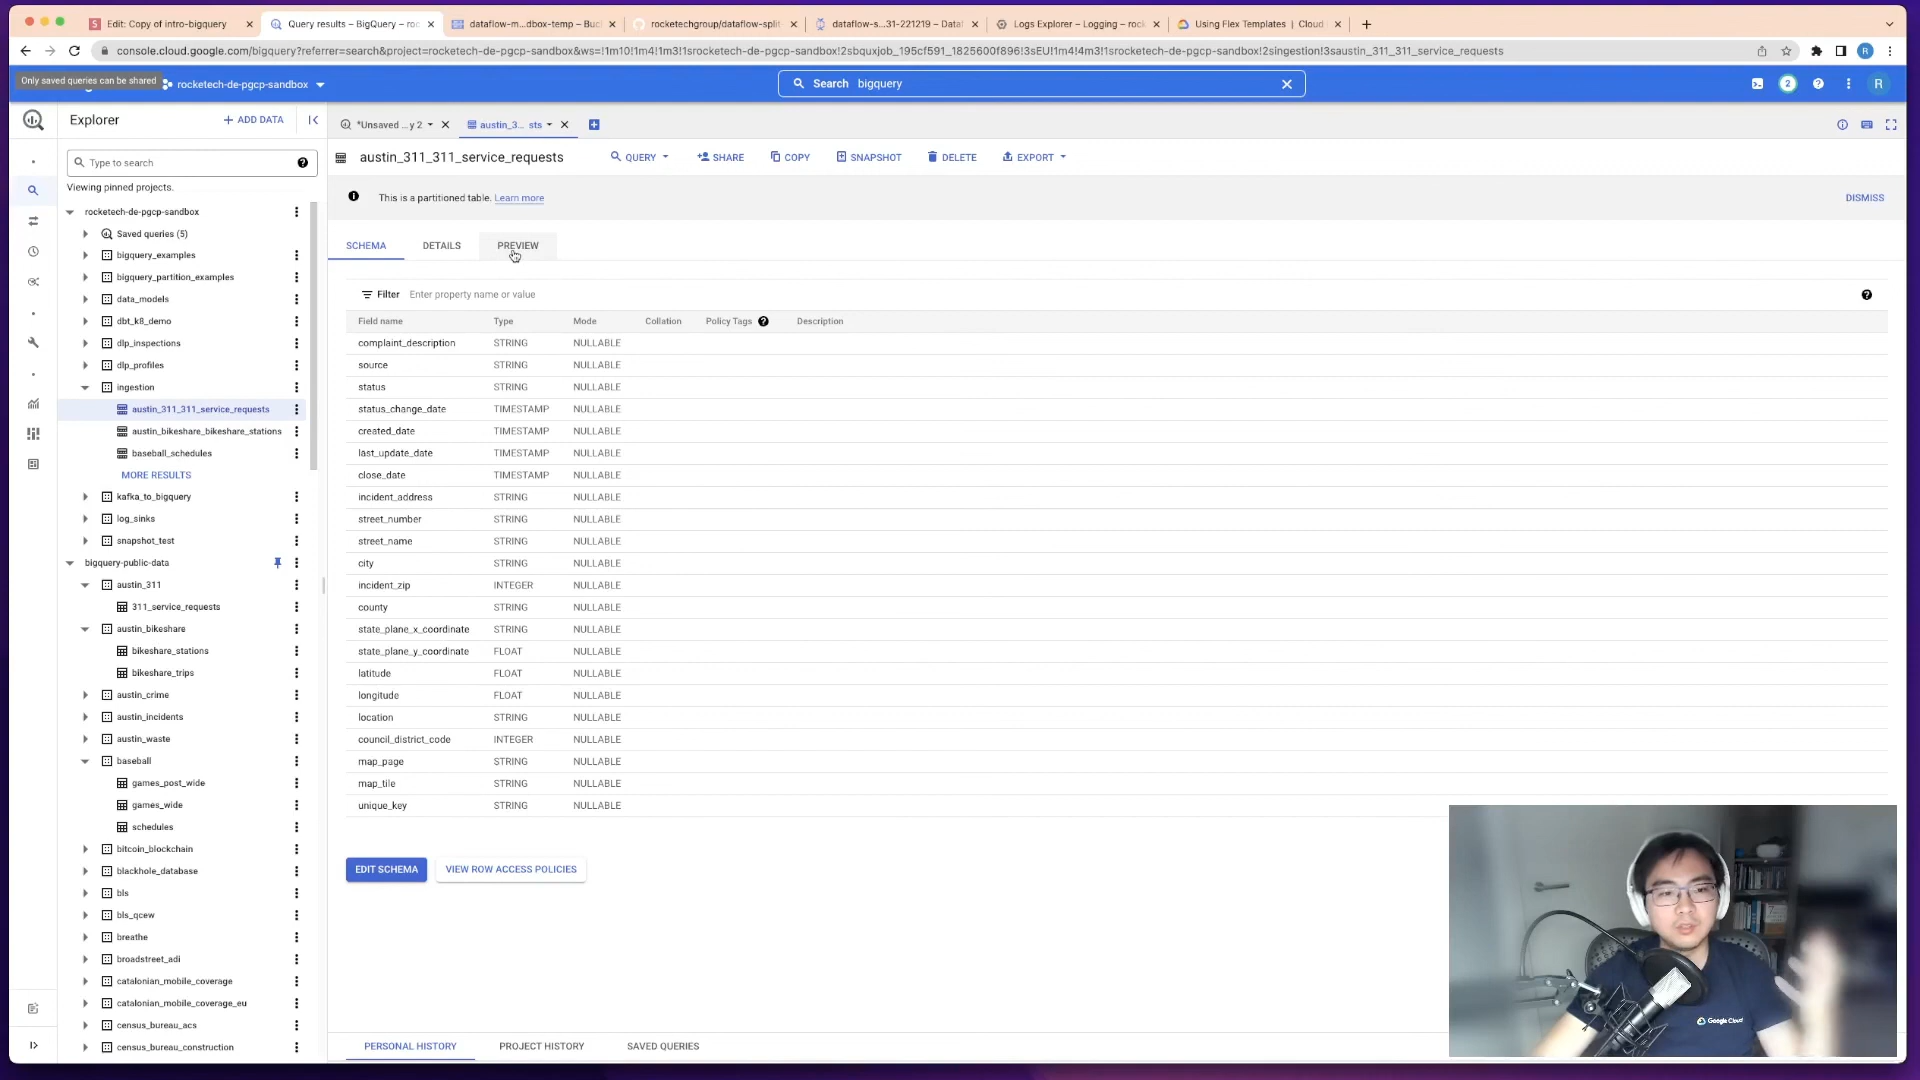 Edit: Copy of intro-bigquery
Query results – BigQuery – roc
dataflow-m...dbox-temp – Buc
rocketechgroup/dataflow-split
dataflow-s...31-221219 – Data
Logs Explorer – Logging – rock
Using Flex Templates | Cloud
console.cloud.google.com/bigquery?referrer=search&project=rocketech-de-pgcp-sandbox&ws=!1m10!1m4!1m3!1srocketech-de-pgcp-sandbox!2sbquxjob_195cf591_1825600f896!3sEU!1m4!4m3!1srocketech-de-pgcp-sandbox!2singestion!3saustin_311_311_service_requests
R
Only saved queries can be shared
rocketech-de-pgcp-sandbox
Search bigquery
2
R
Explorer
+ ADD DATA
*Unsaved ...y 2
austin_3... sts
Type to search
austin_311_311_service_requests
QUERY
SHARE
COPY
SNAPSHOT
DELETE
EXPORT
Viewing pinned projects.
This is a partitioned table. Learn more
DISMISS
rocketech-de-pgcp-sandbox
Saved queries (5)
bigquery_examples
bigquery_partition_examples
data_models
dbt_k8_demo
dlp_inspections
dlp_profiles
ingestion
austin_311_311_service_requests
austin_bikeshare_bikeshare_stations
baseball_schedules
MORE RESULTS
kafka_to_bigquery
log_sinks
snapshot_test
bigquery-public-data
austin_311
311_service_requests
austin_bikeshare
bikeshare_stations
bikeshare_trips
austin_crime
austin_incidents
austin_waste
baseball
games_post_wide
games_wide
schedules
bitcoin_blockchain
blackhole_database
bls
bls_qcew
breathe
broadstreet_adi
catalonian_mobile_coverage
catalonian_mobile_coverage_eu
census_bureau_acs
census_bureau_construction
SCHEMA
DETAILS
PREVIEW
Filter Enter property name or value
Field name Type Mode Collation Policy Tags Description
complaint_description STRING NULLABLE
source STRING NULLABLE
status STRING NULLABLE
status_change_date TIMESTAMP NULLABLE
created_date TIMESTAMP NULLABLE
last_update_date TIMESTAMP NULLABLE
close_date TIMESTAMP NULLABLE
incident_address STRING NULLABLE
street_number STRING NULLABLE
street_name STRING NULLABLE
city STRING NULLABLE
incident_zip INTEGER NULLABLE
county STRING NULLABLE
state_plane_x_coordinate STRING NULLABLE
state_plane_y_coordinate FLOAT NULLABLE
latitude FLOAT NULLABLE
longitude FLOAT NULLABLE
location STRING NULLABLE
council_district_code INTEGER NULLABLE
map_page STRING NULLABLE
map_tile STRING NULLABLE
unique_key STRING NULLABLE
EDIT SCHEMA
VIEW ROW ACCESS POLICIES
PERSONAL HISTORY
PROJECT HISTORY
SAVED QUERIES
Google Cloud